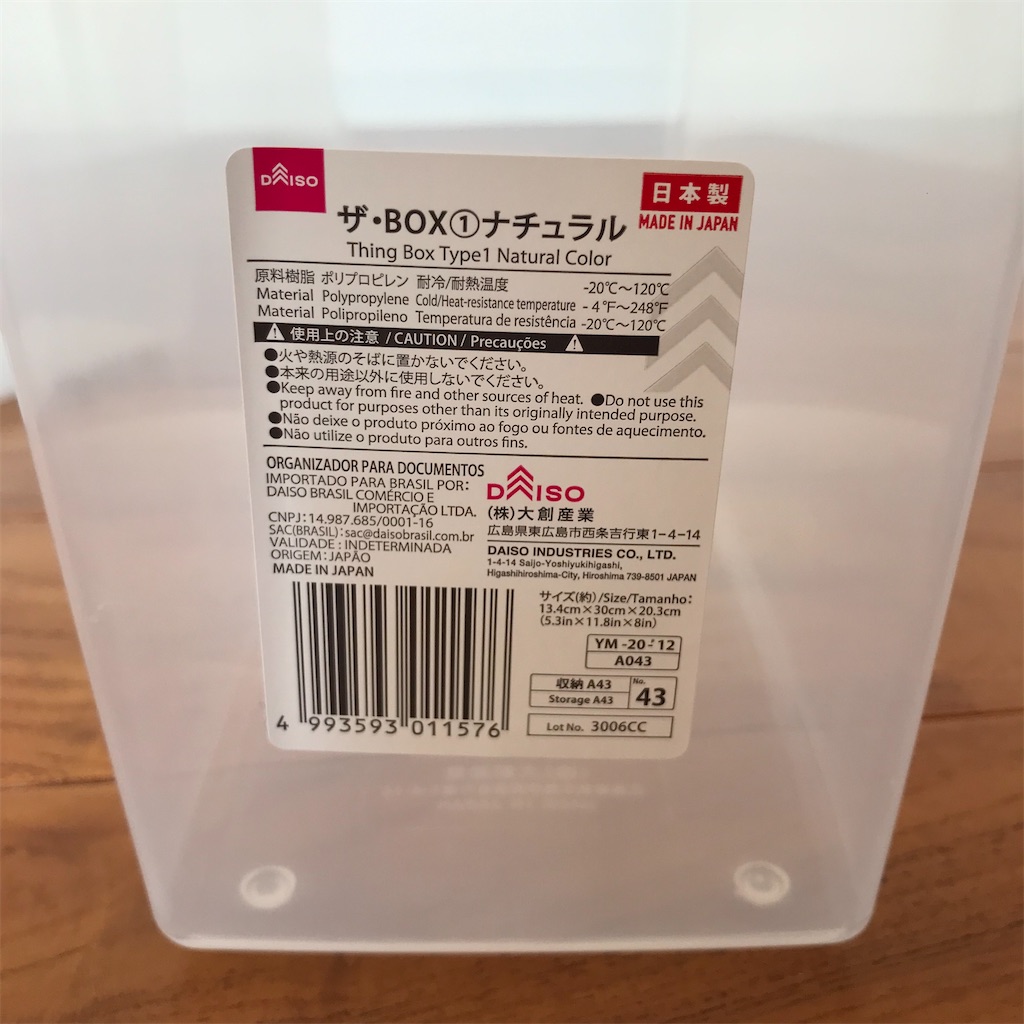 DAISO
日本製
MADE IN JAPAN
ザ・BOX①ナチュラル
Thing Box Type1 Natural Color
原料樹脂 ポリプロピレン 耐冷/耐熱温度 -20℃～120℃
Material Polypropylene Cold/Heat-resistance temperature - 4℉～248℉
Material Polipropileno Temperatura de resistência -20℃～120℃
使用上の注意 / CAUTION / Precauções
●火や熱源のそばに置かないでください。
●本来の用途以外に使用しないでください。
●Keep away from fire and other sources of heat. ●Do not use this
product for purposes other than its originally intended purpose.
●Não deixe o produto próximo ao fogo ou fontes de aquecimento.
●Não utilize o produto para outros fins.
ORGANIZADOR PARA DOCUMENTOS
IMPORTADO PARA BRASIL POR:
DAISO BRASIL COMÉRCIO E
IMPORTAÇÃO LTDA.
CNPJ:14.987.685/0001-16
SAC(BRASIL):sac@daisobrasil.com.br
VALIDADE : INDETERMINADA
ORIGEM:JAPÃO
MADE IN JAPAN
DAISO
(株)大創産業
広島県東広島市西条吉行東1-4-14
DAISO INDUSTRIES CO., LTD.
1-4-14 Saijo-Yoshiyukihigashi,
Higashihiroshima-City, Hiroshima 739-8501 JAPAN
サイズ(約)/Size/Tamanho:
13.4cm×30cm×20.3cm
(5.3in×11.8in×8in)
YM -20-12
A043
収納 A43
Storage A43
No.
43
Lot No. 3006CC
4 993593 011576